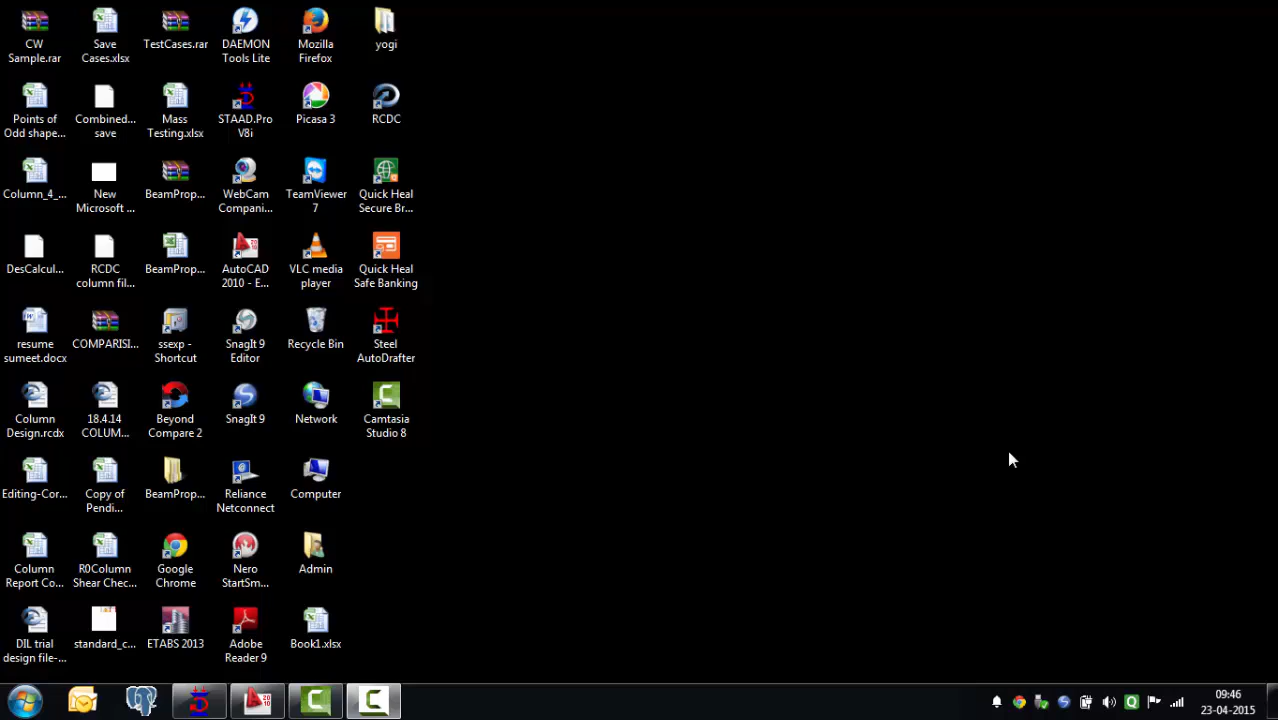 CW
Sample.rar
Save
Cases.xlsx
TestCases.rar
DAEMON
Tools Lite
Mozilla
Firefox
yogi
Points of
Odd shape...
Combined...
save
Mass
Testing.xlsx
STAAD.Pro
V8i
Picasa 3
RCDC
Column_4_...
New
Microsoft ...
BeamProp...
WebCam
Compani...
TeamViewer
7
Quick Heal
Secure Br...
DesCalcul...
RCDC
column fil...
BeamProp...
AutoCAD
2010 - E...
VLC media
player
Quick Heal
Safe Banking
resume
sumeet.docx
COMPARISI...
ssexp -
Shortcut
SnagIt 9
Editor
Recycle Bin
Steel
AutoDrafter
Column
Design.rcdx
18.4.14
COLUM...
Beyond
Compare 2
SnagIt 9
Network
Camtasia
Studio 8
Editing-Cor...
Copy of
Pendi...
BeamProp...
Reliance
Netconnect
Computer
Column
Report Co...
R0Column
Shear Chec...
Google
Chrome
Nero
StartSm...
Admin
DIL trial
design file-...
standard_c...
ETABS 2013
Adobe
Reader 9
Book1.xlsx
09:46
23-04-2015